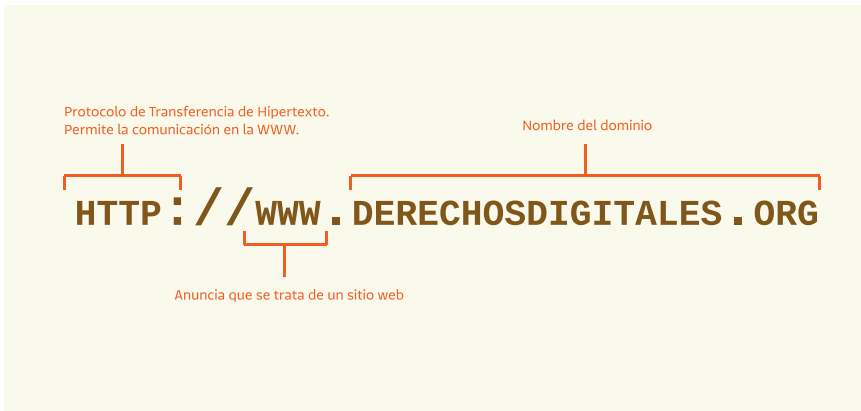 Protocolo de Transferencia de Hipertexto.
Permite la comunicación en la WWW.
Nombre del dominio
HTTP://WWW.DERECHOSDIGITALES.ORG
Anuncia que se trata de un sitio web